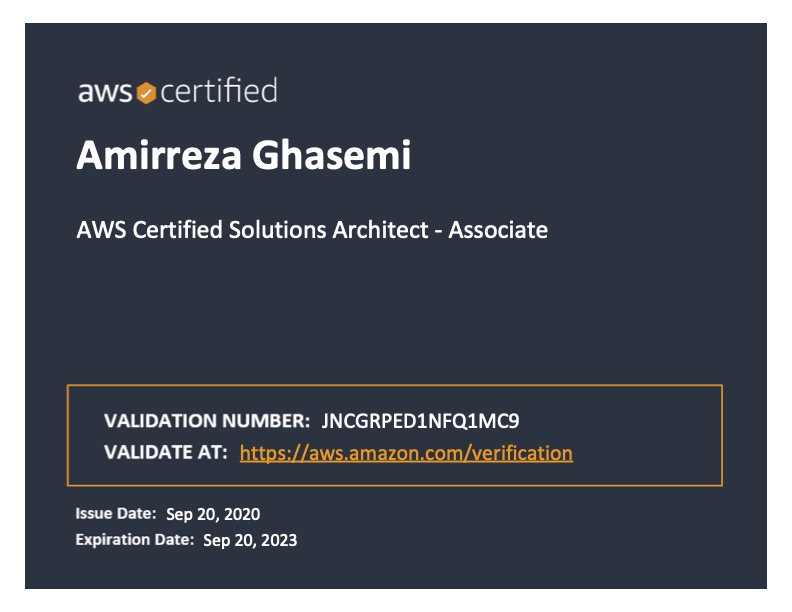 aws certified
Amirreza Ghasemi
AWS Certified Solutions Architect - Associate
VALIDATION NUMBER: JNCGRPED1NFQ1MC9
VALIDATE AT: https://aws.amazon.com/verification
Issue Date: Sep 20, 2020
Expiration Date: Sep 20, 2023